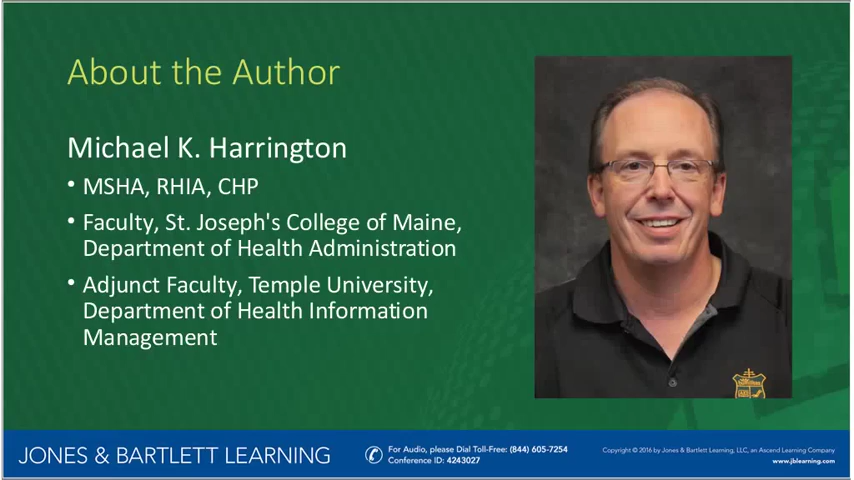 About the Author
Michael K. Harrington
• MSHA, RHIA, CHP
• Faculty, St. Joseph's College of Maine,
Department of Health Administration
• Adjunct Faculty, Temple University,
Department of Health Information
Management
JONES & BARTLETT LEARNING
For Audio, please Dial Toll-Free: (844) 605-7254
Conference ID: 4243027
Copyright © 2016 by Jones & Bartlett Learning, LLC, an Ascend Learning Company
www.jblearning.com